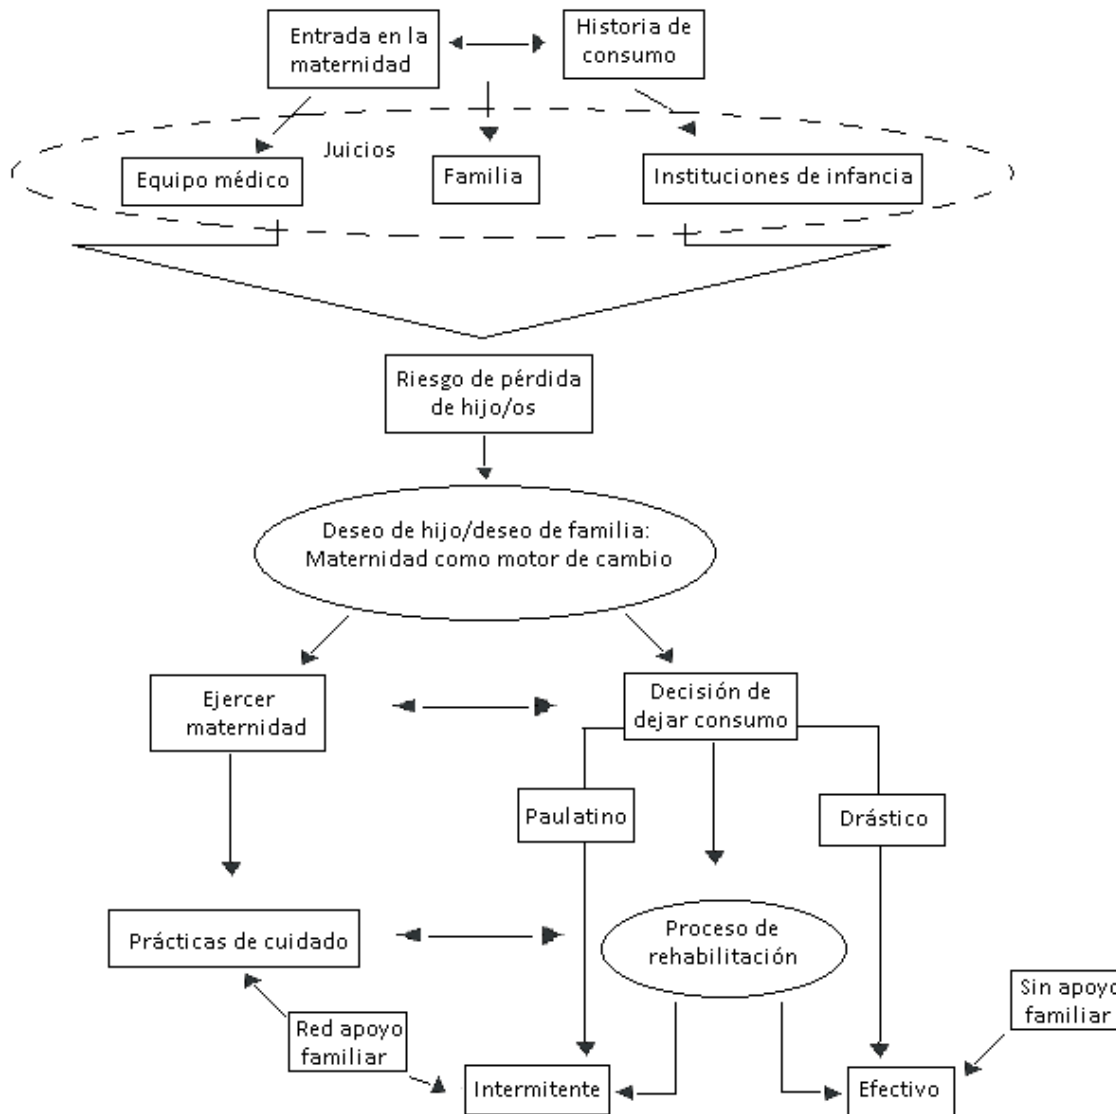 Entrada en la
maternidad
Historia de
consumo
Juicios
Equipo médico
Familia
Instituciones de infancia
Riesgo de pérdida
de hijo/os
Deseo de hijo/deseo de familia:
Maternidad como motor de cambio
Ejercer
maternidad
Decisión de
dejar consumo
Paulatino
Drástico
Prácticas de cuidado
Proceso de
rehabilitación
Sin apoyo
familiar
Red apoyo
familiar
Intermitente
Efectivo